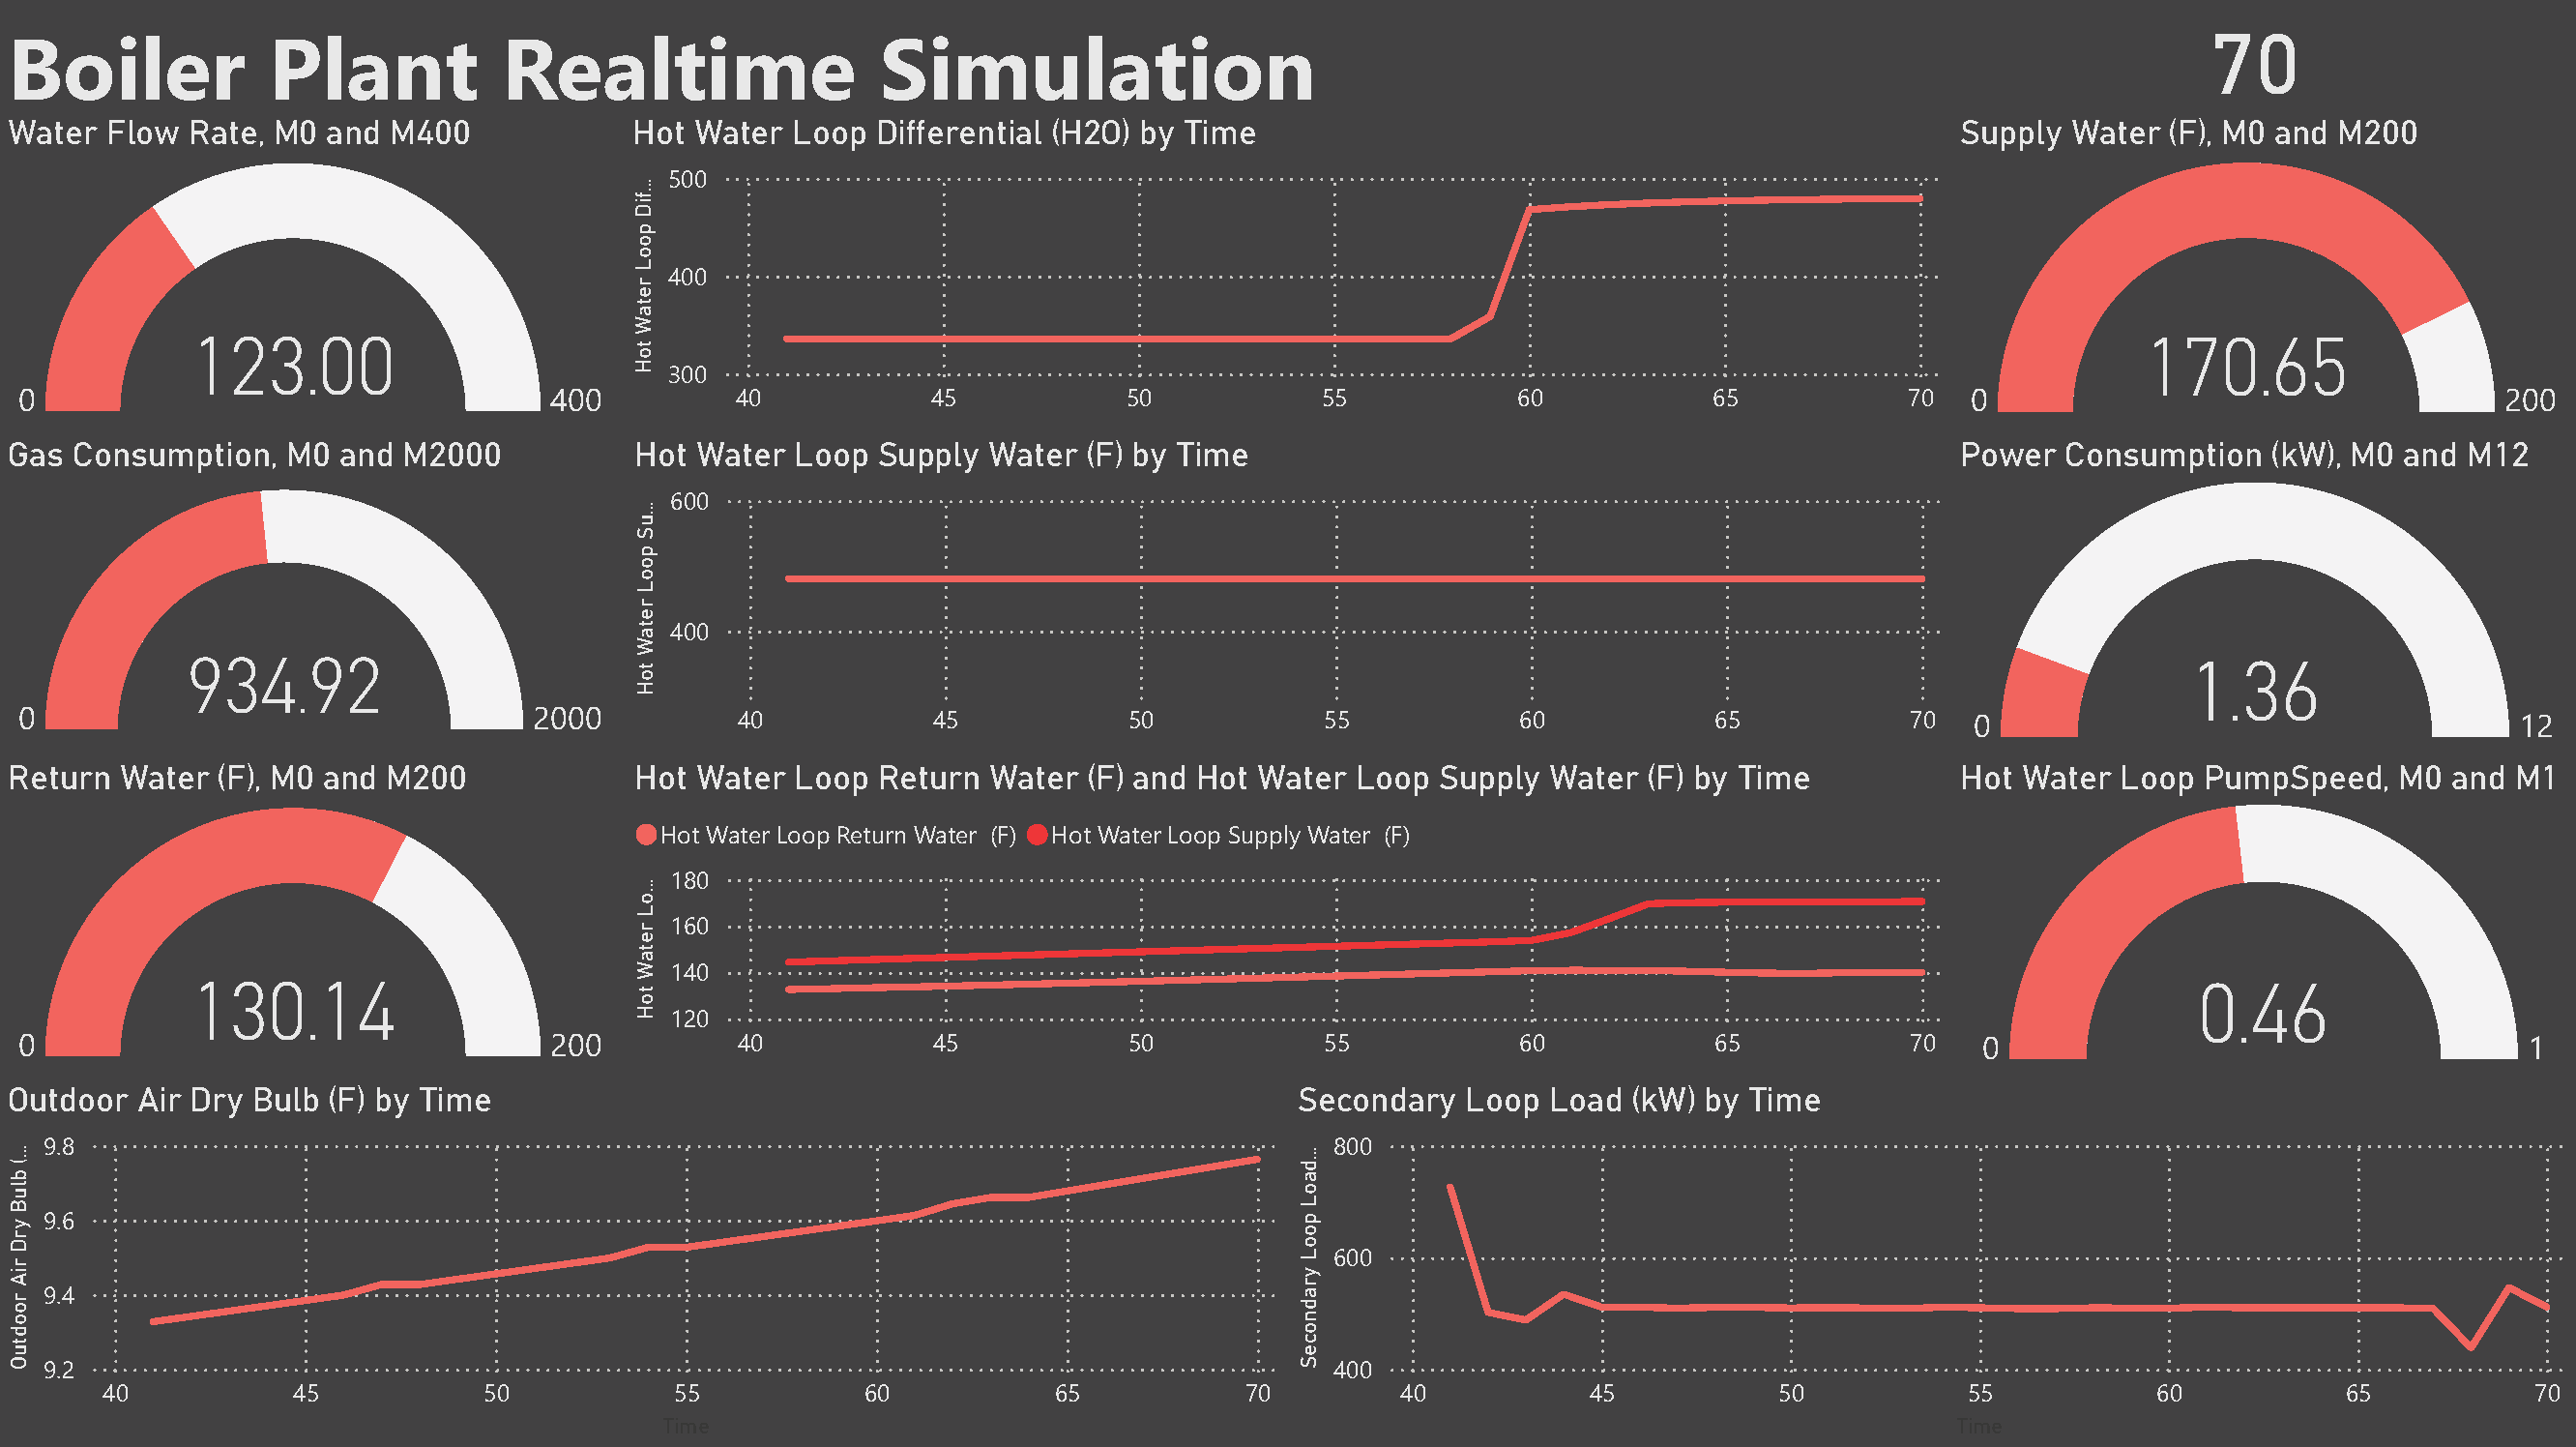 Boiler Plant Realtime Simulation
70
Water Flow Rate, M0 and M400
123.00
0
400
Hot Water Loop Differential (H2O) by Time
Hot Water Loop Dif...
500
400
300
40 45 50 55 60 65 70
Supply Water (F), M0 and M200
170.65
0
200
Gas Consumption, M0 and M2000
934.92
0
2000
Hot Water Loop Supply Water (F) by Time
Hot Water Loop Su...
600
400
40 45 50 55 60 65 70
Power Consumption (kW), M0 and M12
1.36
0
12
Return Water (F), M0 and M200
130.14
0
200
Hot Water Loop Return Water (F) and Hot Water Loop Supply Water (F) by Time
Hot Water Loop Return Water (F) Hot Water Loop Supply Water (F)
Hot Water Lo...
180
160
140
120
40 45 50 55 60 65 70
Hot Water Loop PumpSpeed, M0 and M1
0.46
0
1
Outdoor Air Dry Bulb (F) by Time
Outdoor Air Dry Bulb (...
9.8
9.6
9.4
9.2
40 45 50 55 60 65 70
Time
Secondary Loop Load (kW) by Time
Secondary Loop Load...
800
600
400
40 45 50 55 60 65 70
Time